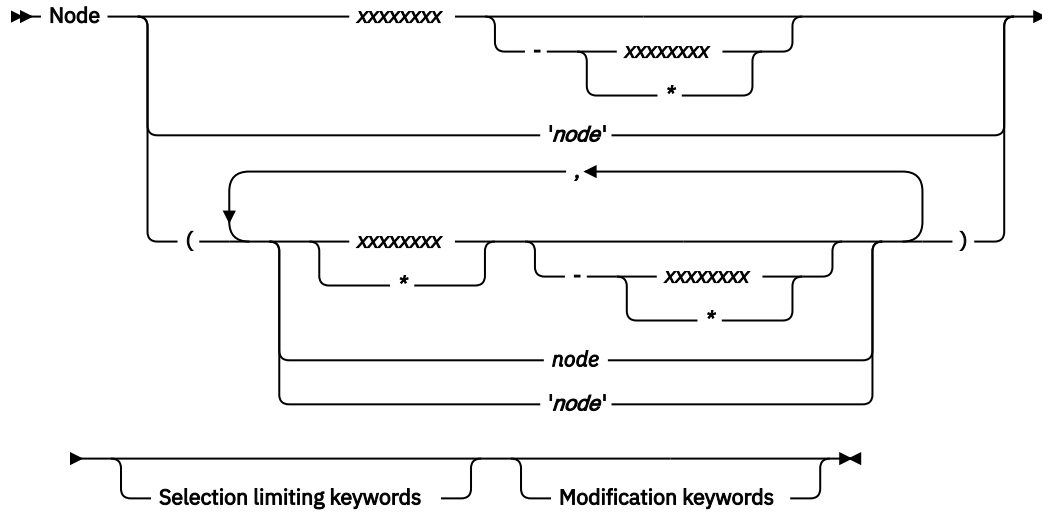 Node xxxxxxxx
- xxxxxxxx
*
'node'
,
( xxxxxxxx )
*
- xxxxxxxx
*
node
'node'
Selection limiting keywords Modification keywords